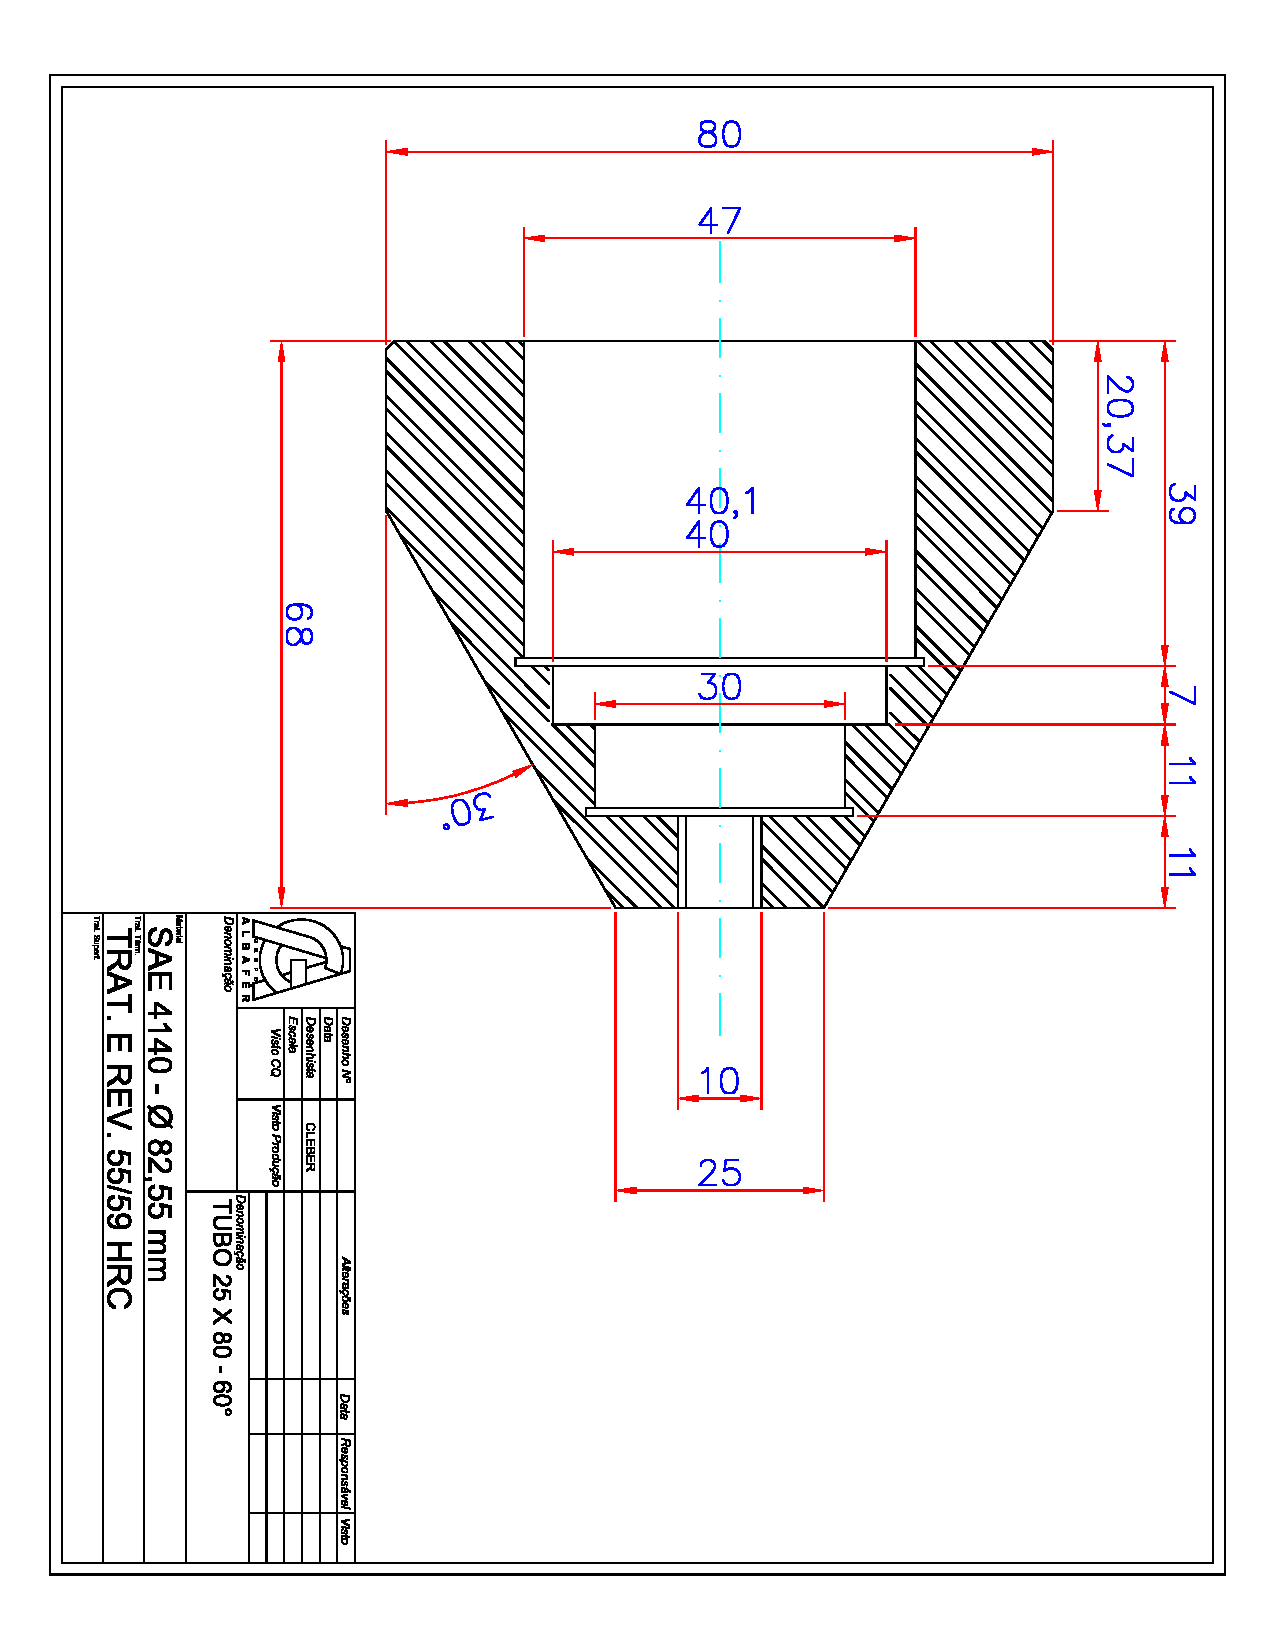 80
47
20,37
39
40,1
40
68
30
7
11
30°
11
10
25
ALBAFER
Desenho Nº
Data
Desenhista
CLEBER
Escala
Visto CQ
Visto Produção
Alterações
Data
Responsável
Visto
Denominação
Denominação
TUBO 25 X 80 - 60°
Material
SAE 4140 - Ø 82,55 mm
Trat. Térm.
TRAT. E REV. 55/59 HRC
Trat. Superf.